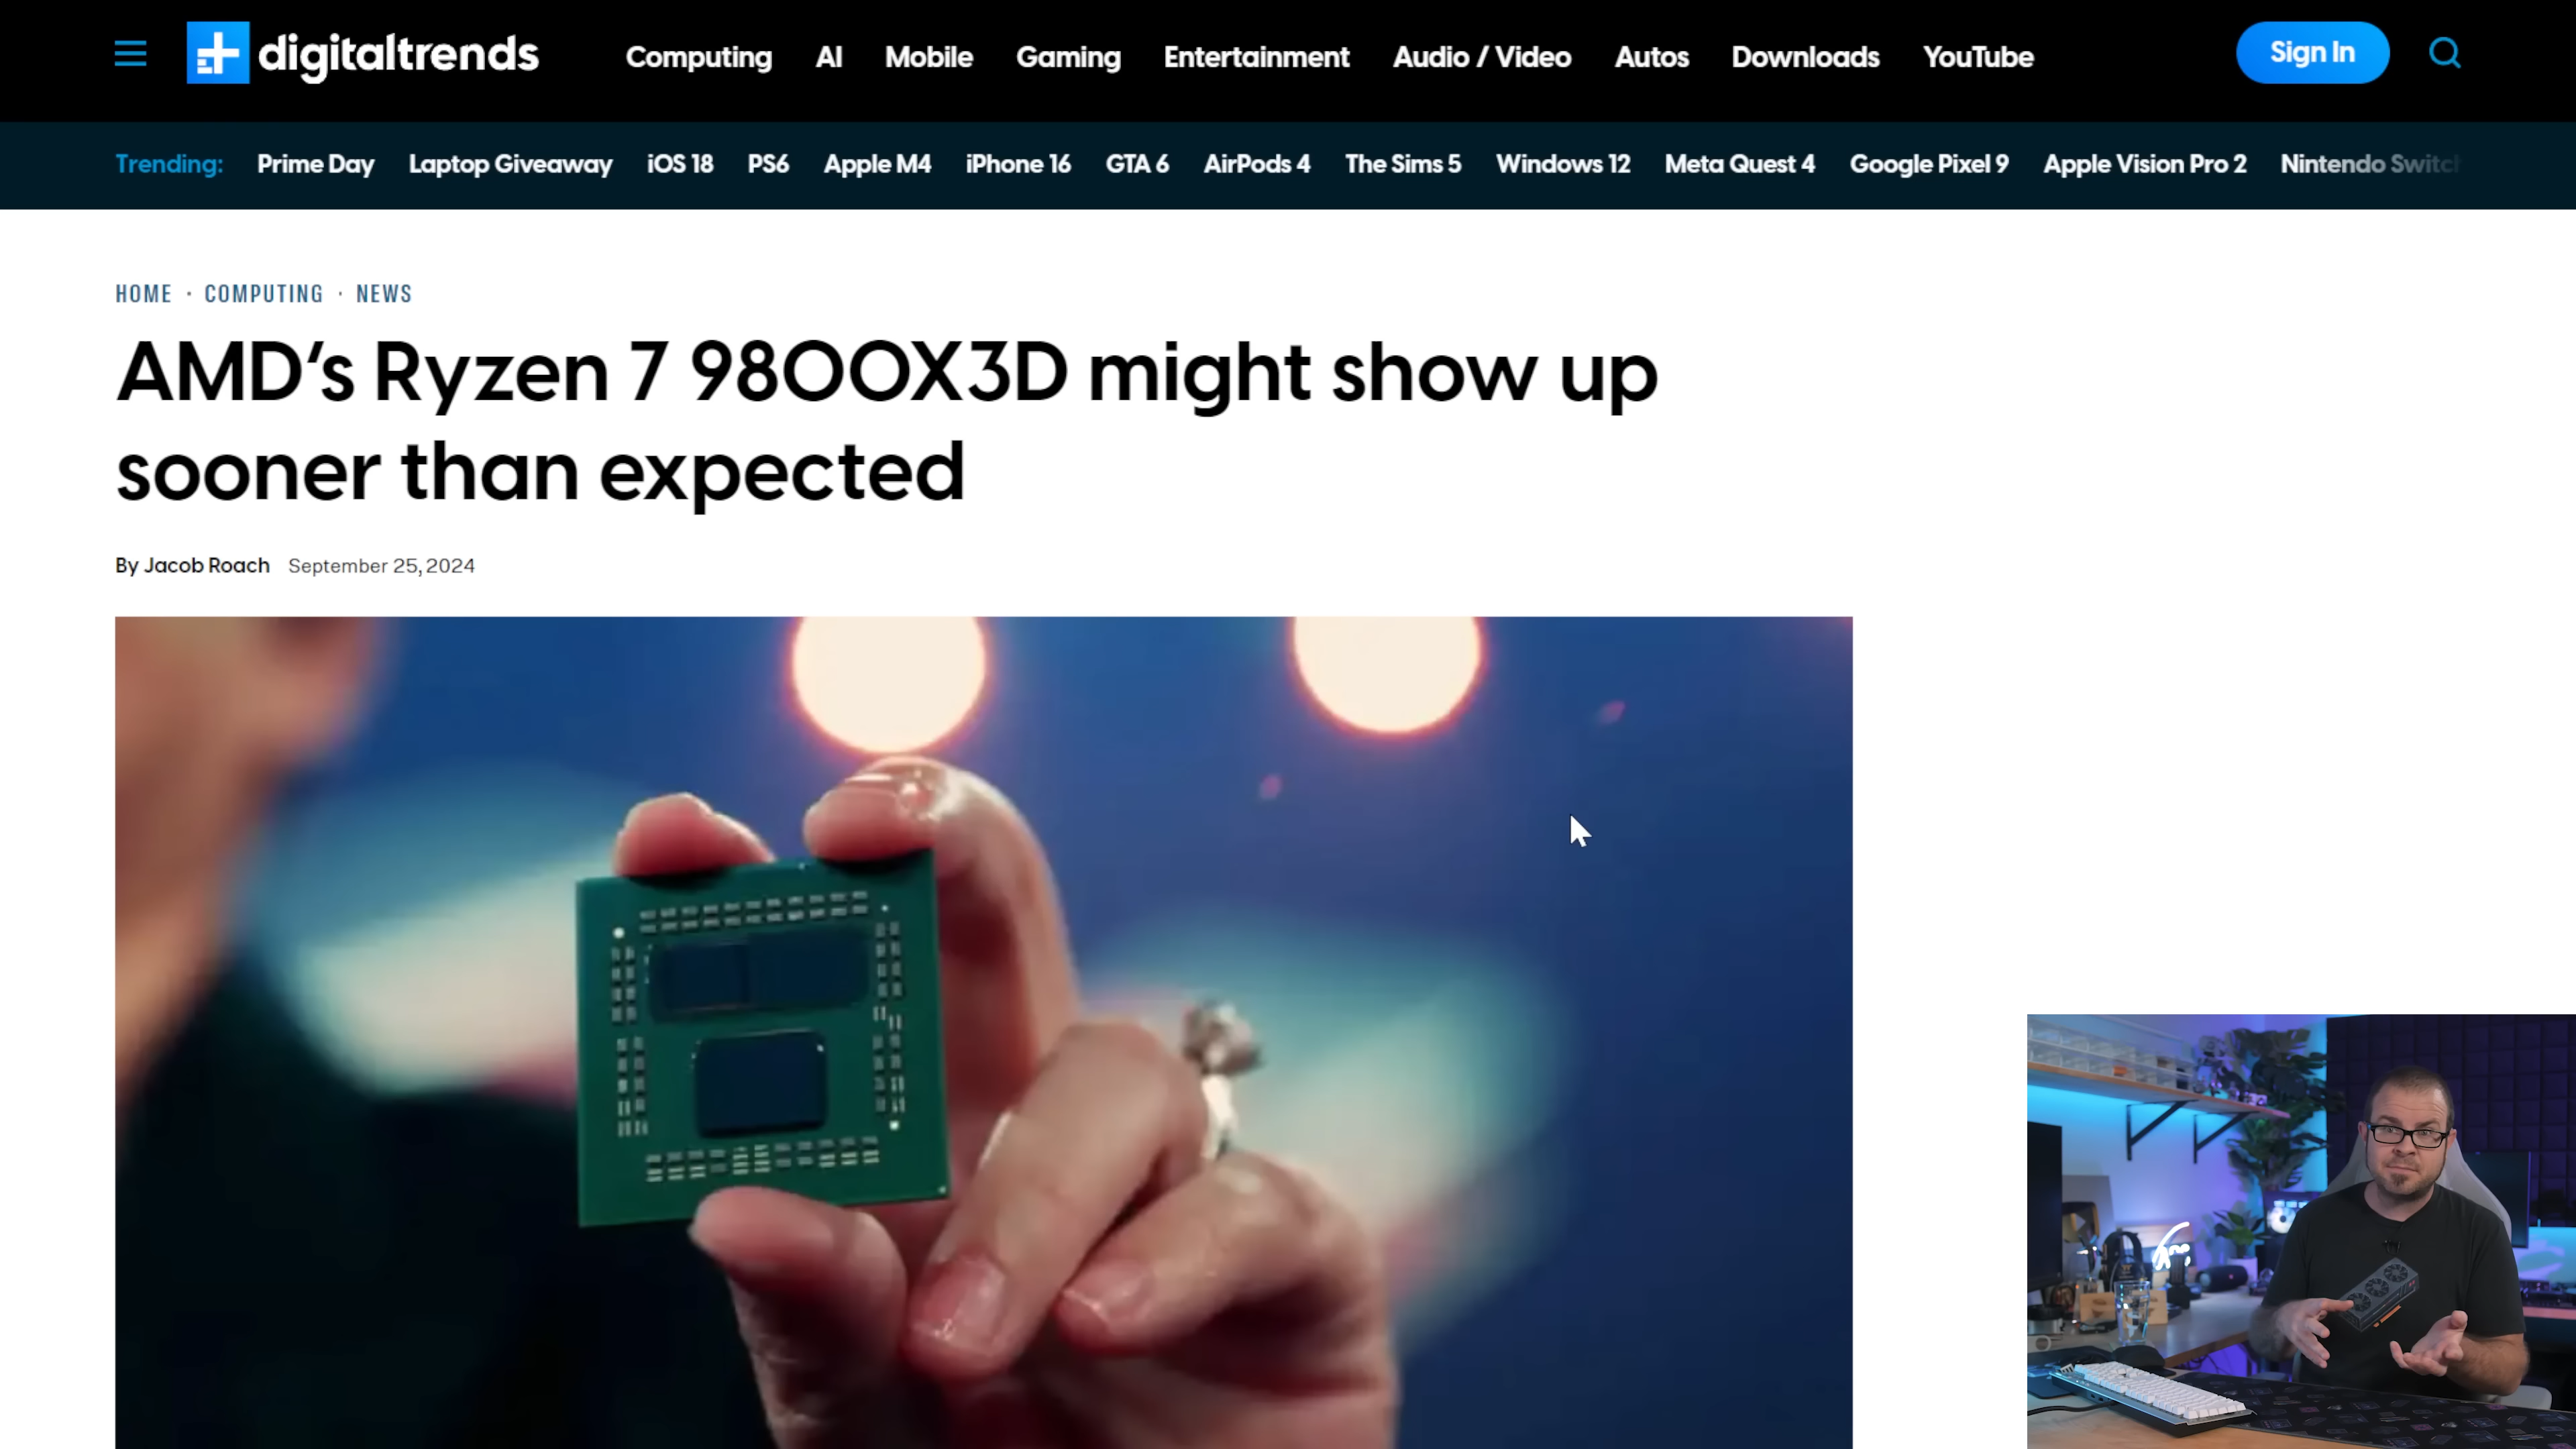 digitaltrends
Computing AI Mobile Gaming Entertainment Audio / Video Autos Downloads YouTube
Sign In
Trending: Prime Day Laptop Giveaway iOS 18 PS6 Apple M4 iPhone 16 GTA 6 AirPods 4 The Sims 5 Windows 12 Meta Quest 4 Google Pixel 9 Apple Vision Pro 2 Nintendo Switch
HOME · COMPUTING · NEWS
AMD‘s Ryzen 7 9800X3D might show up
sooner than expected
By Jacob Roach September 25, 2024